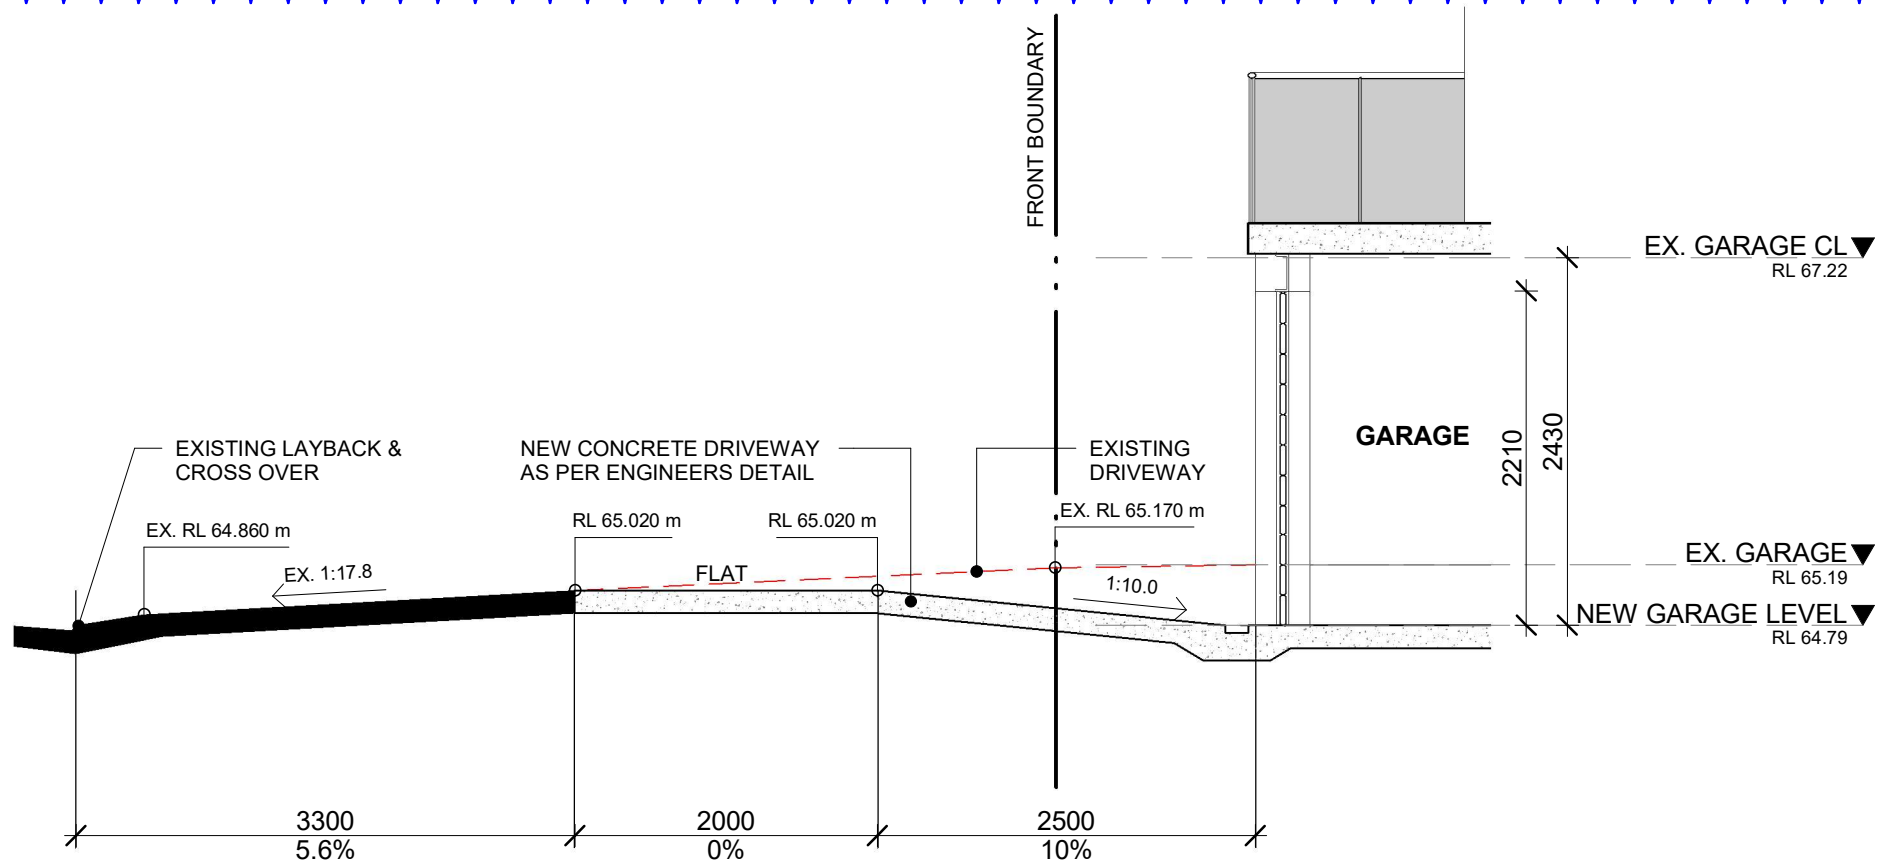 FRONT BOUNDARY
EX. GARAGE CL
RL 67.22
2210
2430
GARAGE
EXISTING LAYBACK &
CROSS OVER
NEW CONCRETE DRIVEWAY
AS PER ENGINEERS DETAIL
EXISTING
DRIVEWAY
EX. RL 64.860 m
RL 65.020 m
RL 65.020 m
EX. RL 65.170 m
EX. 1:17.8
FLAT
1:10.0
EX. GARAGE
RL 65.19
NEW GARAGE LEVEL
RL 64.79
3300
5.6%
2000
0%
2500
10%